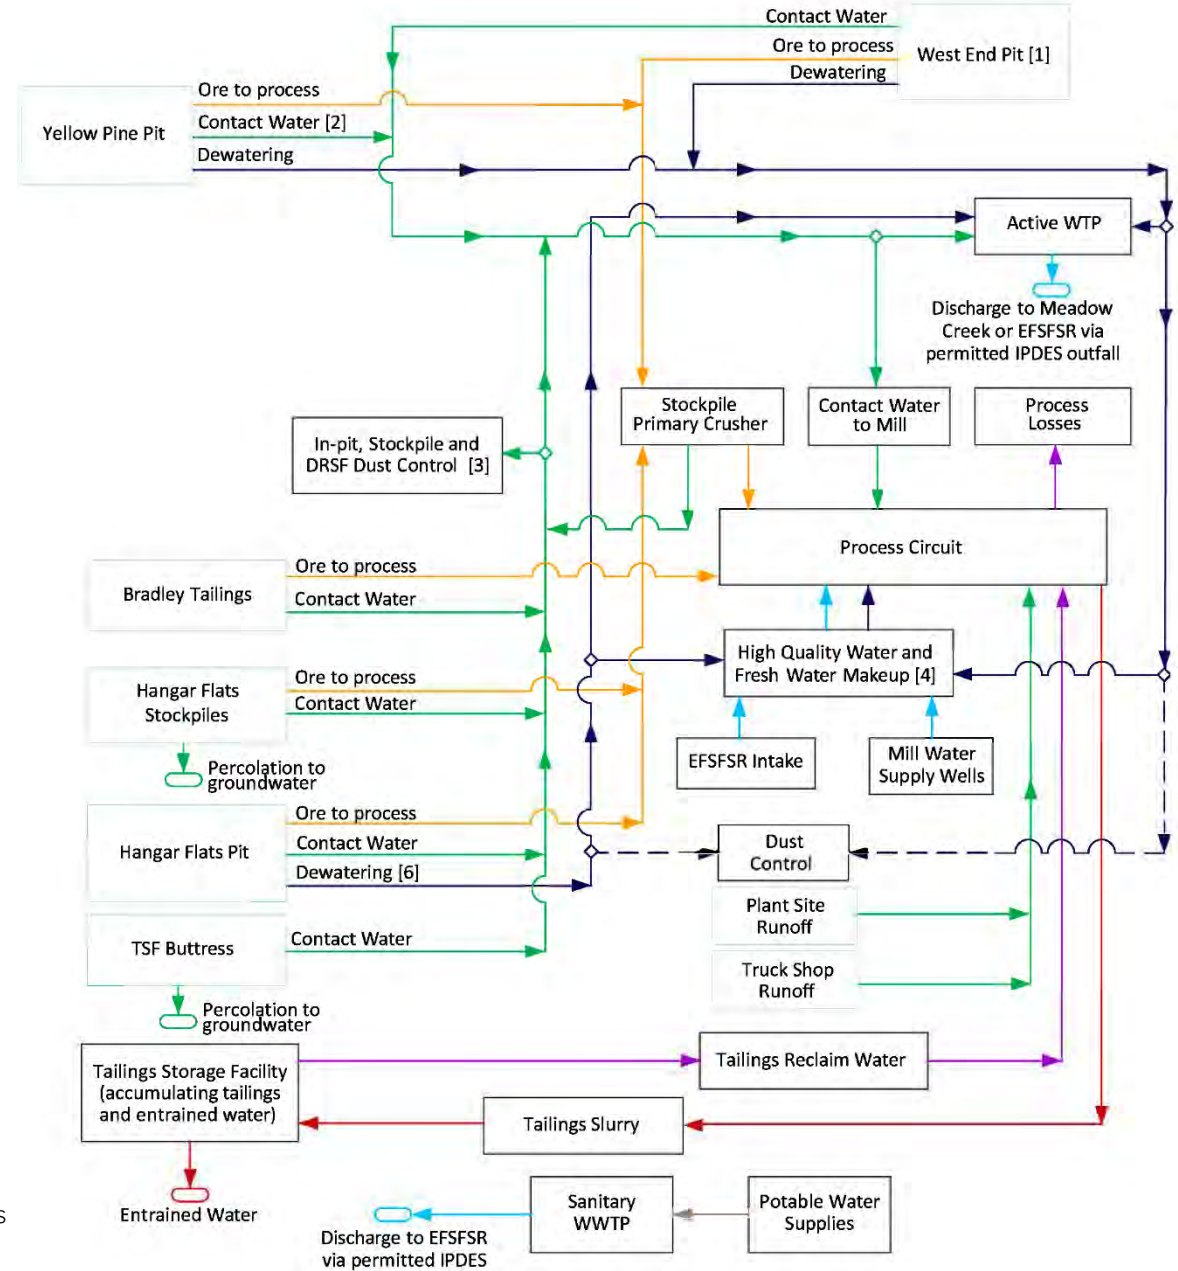 Contact Water
Ore to process
West End Pit [1]
Dewatering
Ore to process
Yellow Pine Pit
Contact Water [2]
Dewatering
Active WTP
Discharge to Meadow
Creek or EFSFSR via
permitted IPDES outfall
Stockpile
Primary Crusher
Contact Water
to Mill
Process
Losses
In-pit, Stockpile and
DRSF Dust Control [3]
Process Circuit
Ore to process
Bradley Tailings
Contact Water
High Quality Water and
Fresh Water Makeup [4]
Hangar Flats
Stockpiles
Ore to process
Contact Water
Percolation to
groundwater
EFSFSR Intake
Mill Water
Supply Wells
Ore to process
Hangar Flats Pit
Contact Water
Dewatering [6]
Dust
Control
Plant Site
Runoff
TSF Buttress
Contact Water
Truck Shop
Runoff
Percolation to
groundwater
Tailings Storage Facility
(accumulating tailings
and entrained water)
Tailings Reclaim Water
Tailings Slurry
Entrained Water
s
Sanitary
WWTP
Potable Water
Supplies
Discharge to EFSFSR
via permitted IPDES